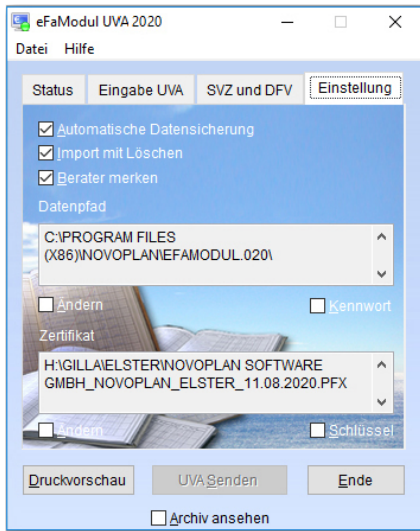 eFaModul UVA 2020
Datei Hilfe
Status Eingabe UVA SVZ und DFV Einstellung
Automatische Datensicherung
Import mit Löschen
Berater merken
Datenpfad
C:\PROGRAM FILES
(X86)\NOVOPLAN\EFAMODUL.020\
Ändern Kennwort
Zertifikat
H:\GILLA\ELSTER\NOVOPLAN SOFTWARE
GMBH_NOVOPLAN_ELSTER_11.08.2020.PFX
Ändern Schlüssel
Druckvorschau UVA Senden Ende
Archiv ansehen